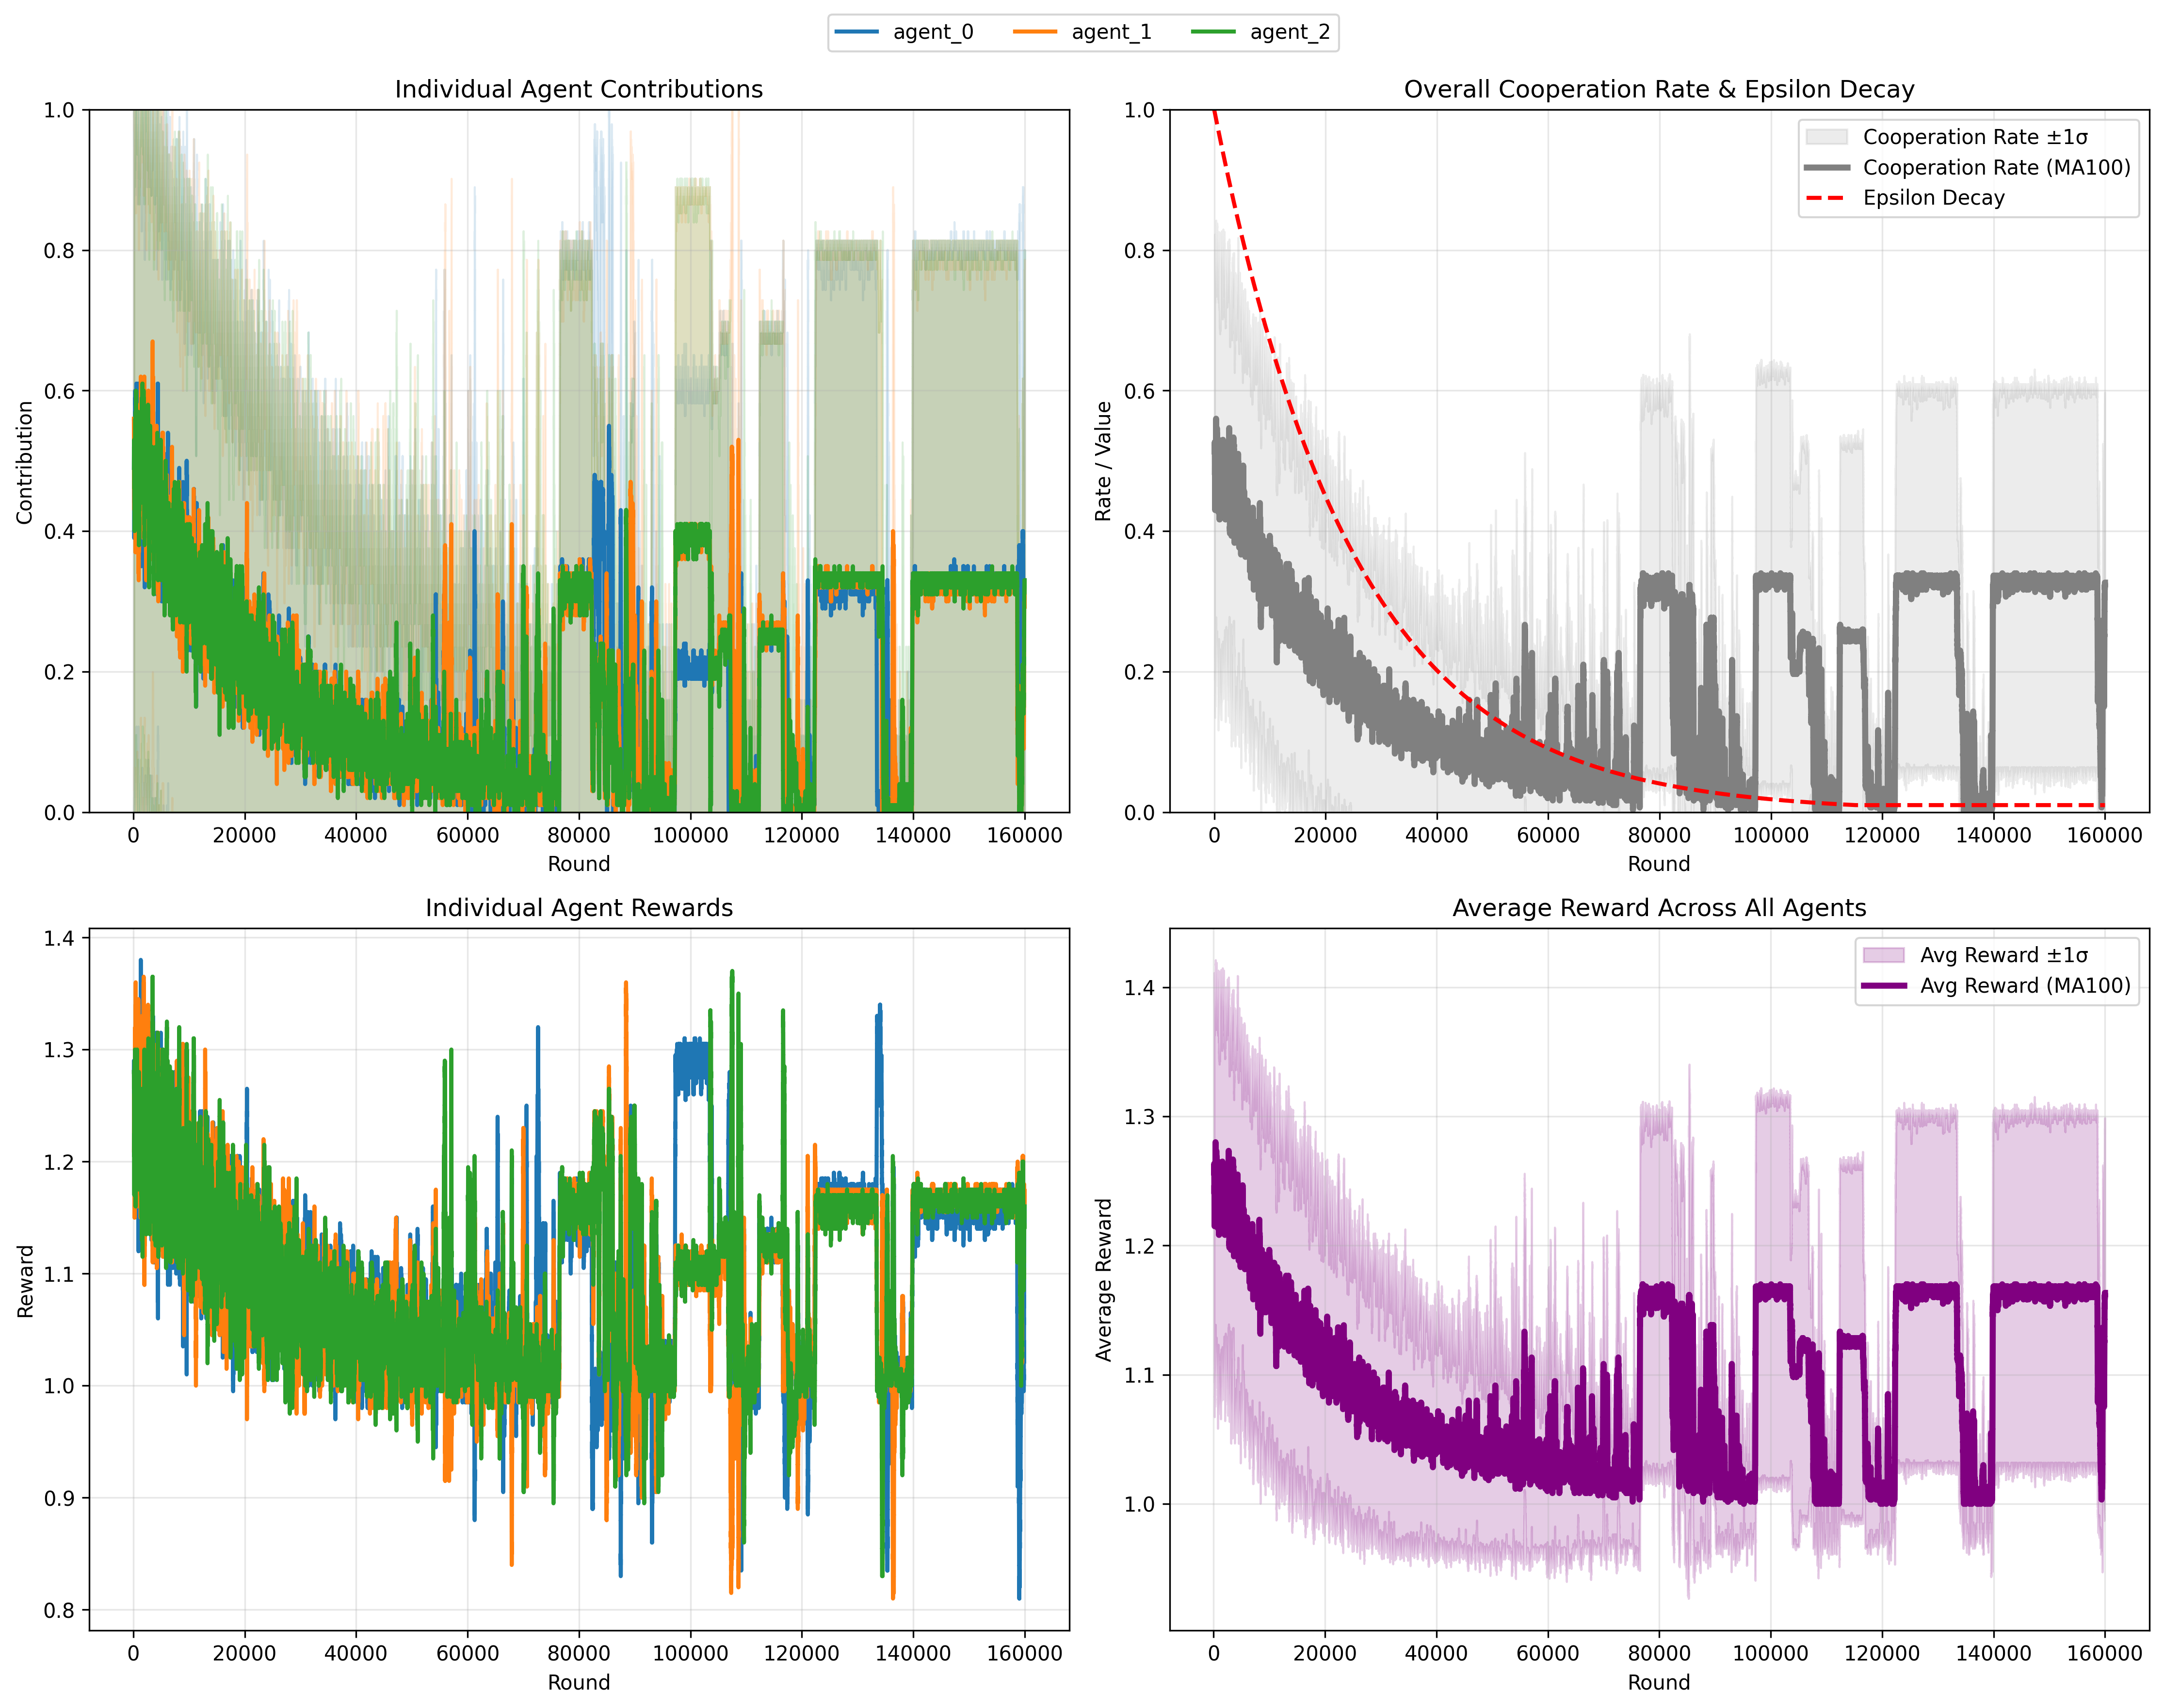 agent_0 agent_1 agent_2
Individual Agent Contributions
1.0
0.8
0.6
0.4
0.2
0.0
Contribution
0 20000 40000 60000 80000 100000 120000 140000 160000
Round
Overall Cooperation Rate & Epsilon Decay
Cooperation Rate ±1σ
Cooperation Rate (MA100)
Epsilon Decay
1.0
0.8
0.6
0.4
0.2
0.0
Rate / Value
0 20000 40000 60000 80000 100000 120000 140000 160000
Round
Individual Agent Rewards
1.4
1.3
1.2
1.1
1.0
0.9
0.8
Reward
0 20000 40000 60000 80000 100000 120000 140000 160000
Round
Average Reward Across All Agents
Avg Reward ±1σ
Avg Reward (MA100)
1.4
1.3
1.2
1.1
1.0
Average Reward
0 20000 40000 60000 80000 100000 120000 140000 160000
Round